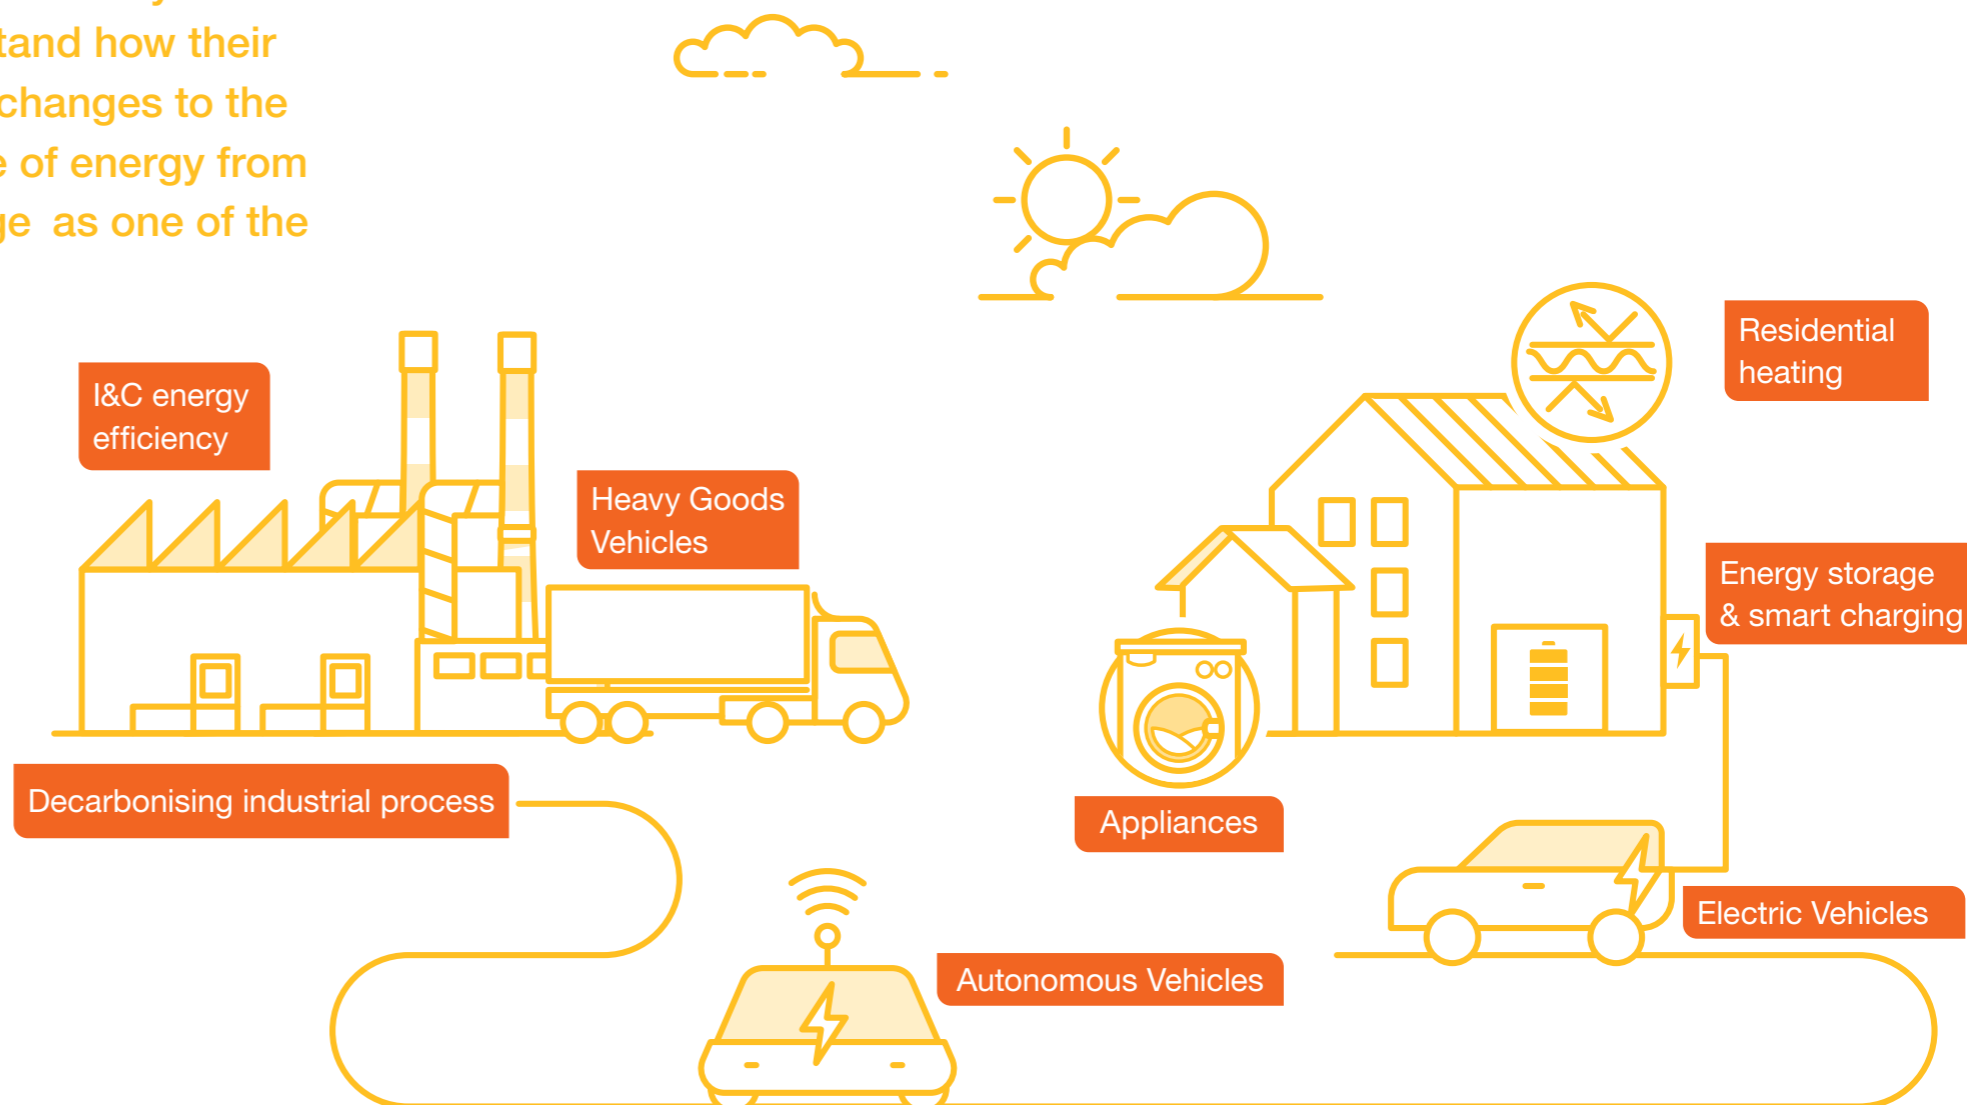 tand how their
changes to the
e of energy from
ge as one of the
I&C energy
efficiency
Heavy Goods
Vehicles
Residential
heating
Energy storage
& smart charging
Decarbonising industrial process
Appliances
Electric Vehicles
Autonomous Vehicles